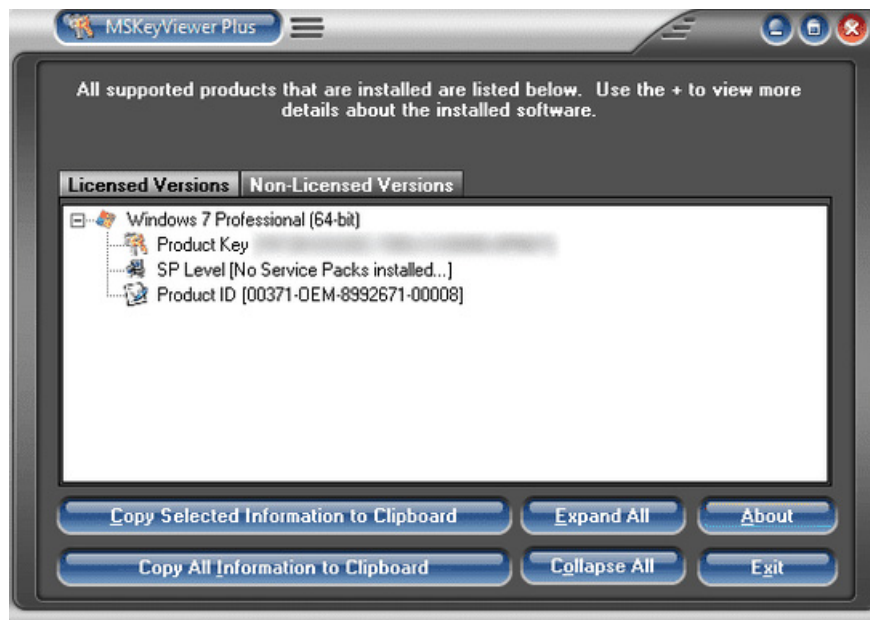 MSKeyViewer Plus
All supported products that are installed are listed below. Use the + to view more
details about the installed software.
Licensed Versions Non-Licensed Versions
Windows 7 Professional (64-bit)
Product Key
SP Level [No Service Packs installed...]
Product ID [00371-OEM-8992671-00008]
Copy Selected Information to Clipboard Expand All About
Copy All Information to Clipboard Collapse All Exit